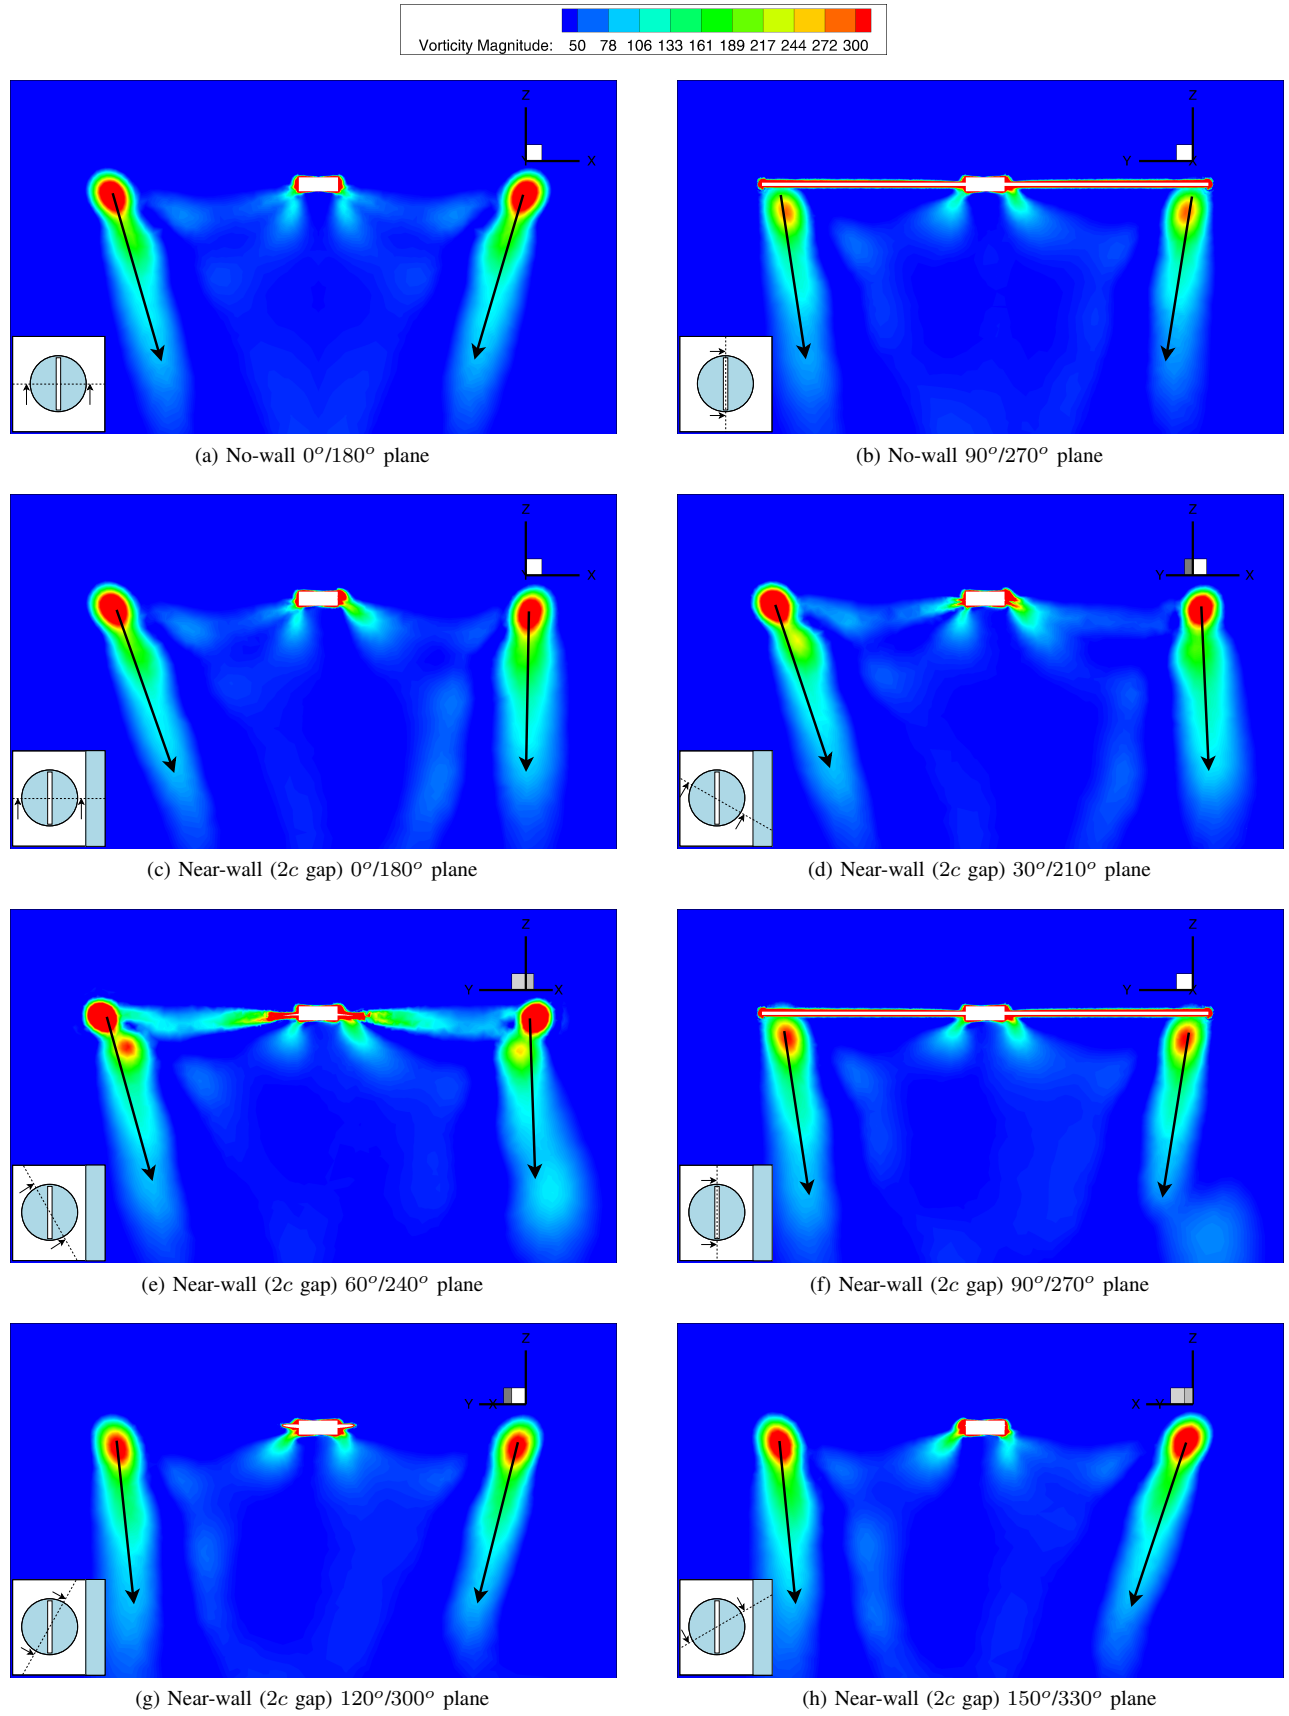 Vorticity Magnitude: 50 78 106 133 161 189 217 244 272 300
Z
X
Z
Y X
(a) No-wall 0°/180° plane
(b) No-wall 90°/270° plane
Z
X
Z
Y X
(c) Near-wall (2c gap) 0°/180° plane
(d) Near-wall (2c gap) 30°/210° plane
Z
Y X
Z
Y X
(e) Near-wall (2c gap) 60°/240° plane
(f) Near-wall (2c gap) 90°/270° plane
Z
Y X
Z
X Y
(g) Near-wall (2c gap) 120°/300° plane
(h) Near-wall (2c gap) 150°/330° plane